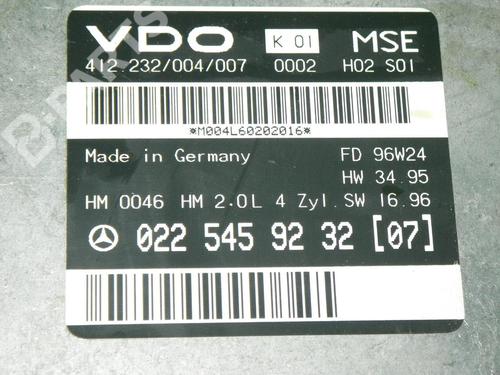 VDO K 01 MSE
412.232/004/007 0002 H02 S01
*M004L60202016*
Made in Germany FD 96W24
HW 34.95
HM 0046 HM 2.0L 4 Zyl. SW 16.96
022 545 92 32 [07]